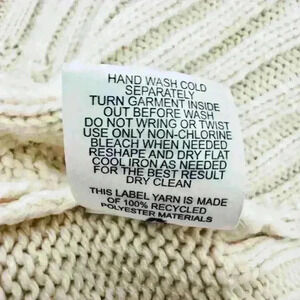 HAND WASH COLD
SEPARATELY
TURN GARMENT INSIDE
OUT BEFORE WASH
DO NOT WRING OR TWIST
USE ONLY NON-CHLORINE
BLEACH WHEN NEEDED
RESHAPE AND DRY FLAT
COOL IRON AS NEEDED
FOR THE BEST RESULT
DRY CLEAN
THIS LABEL YARN IS MADE
OF 100% RECYCLED
POLYESTER MATERIALS